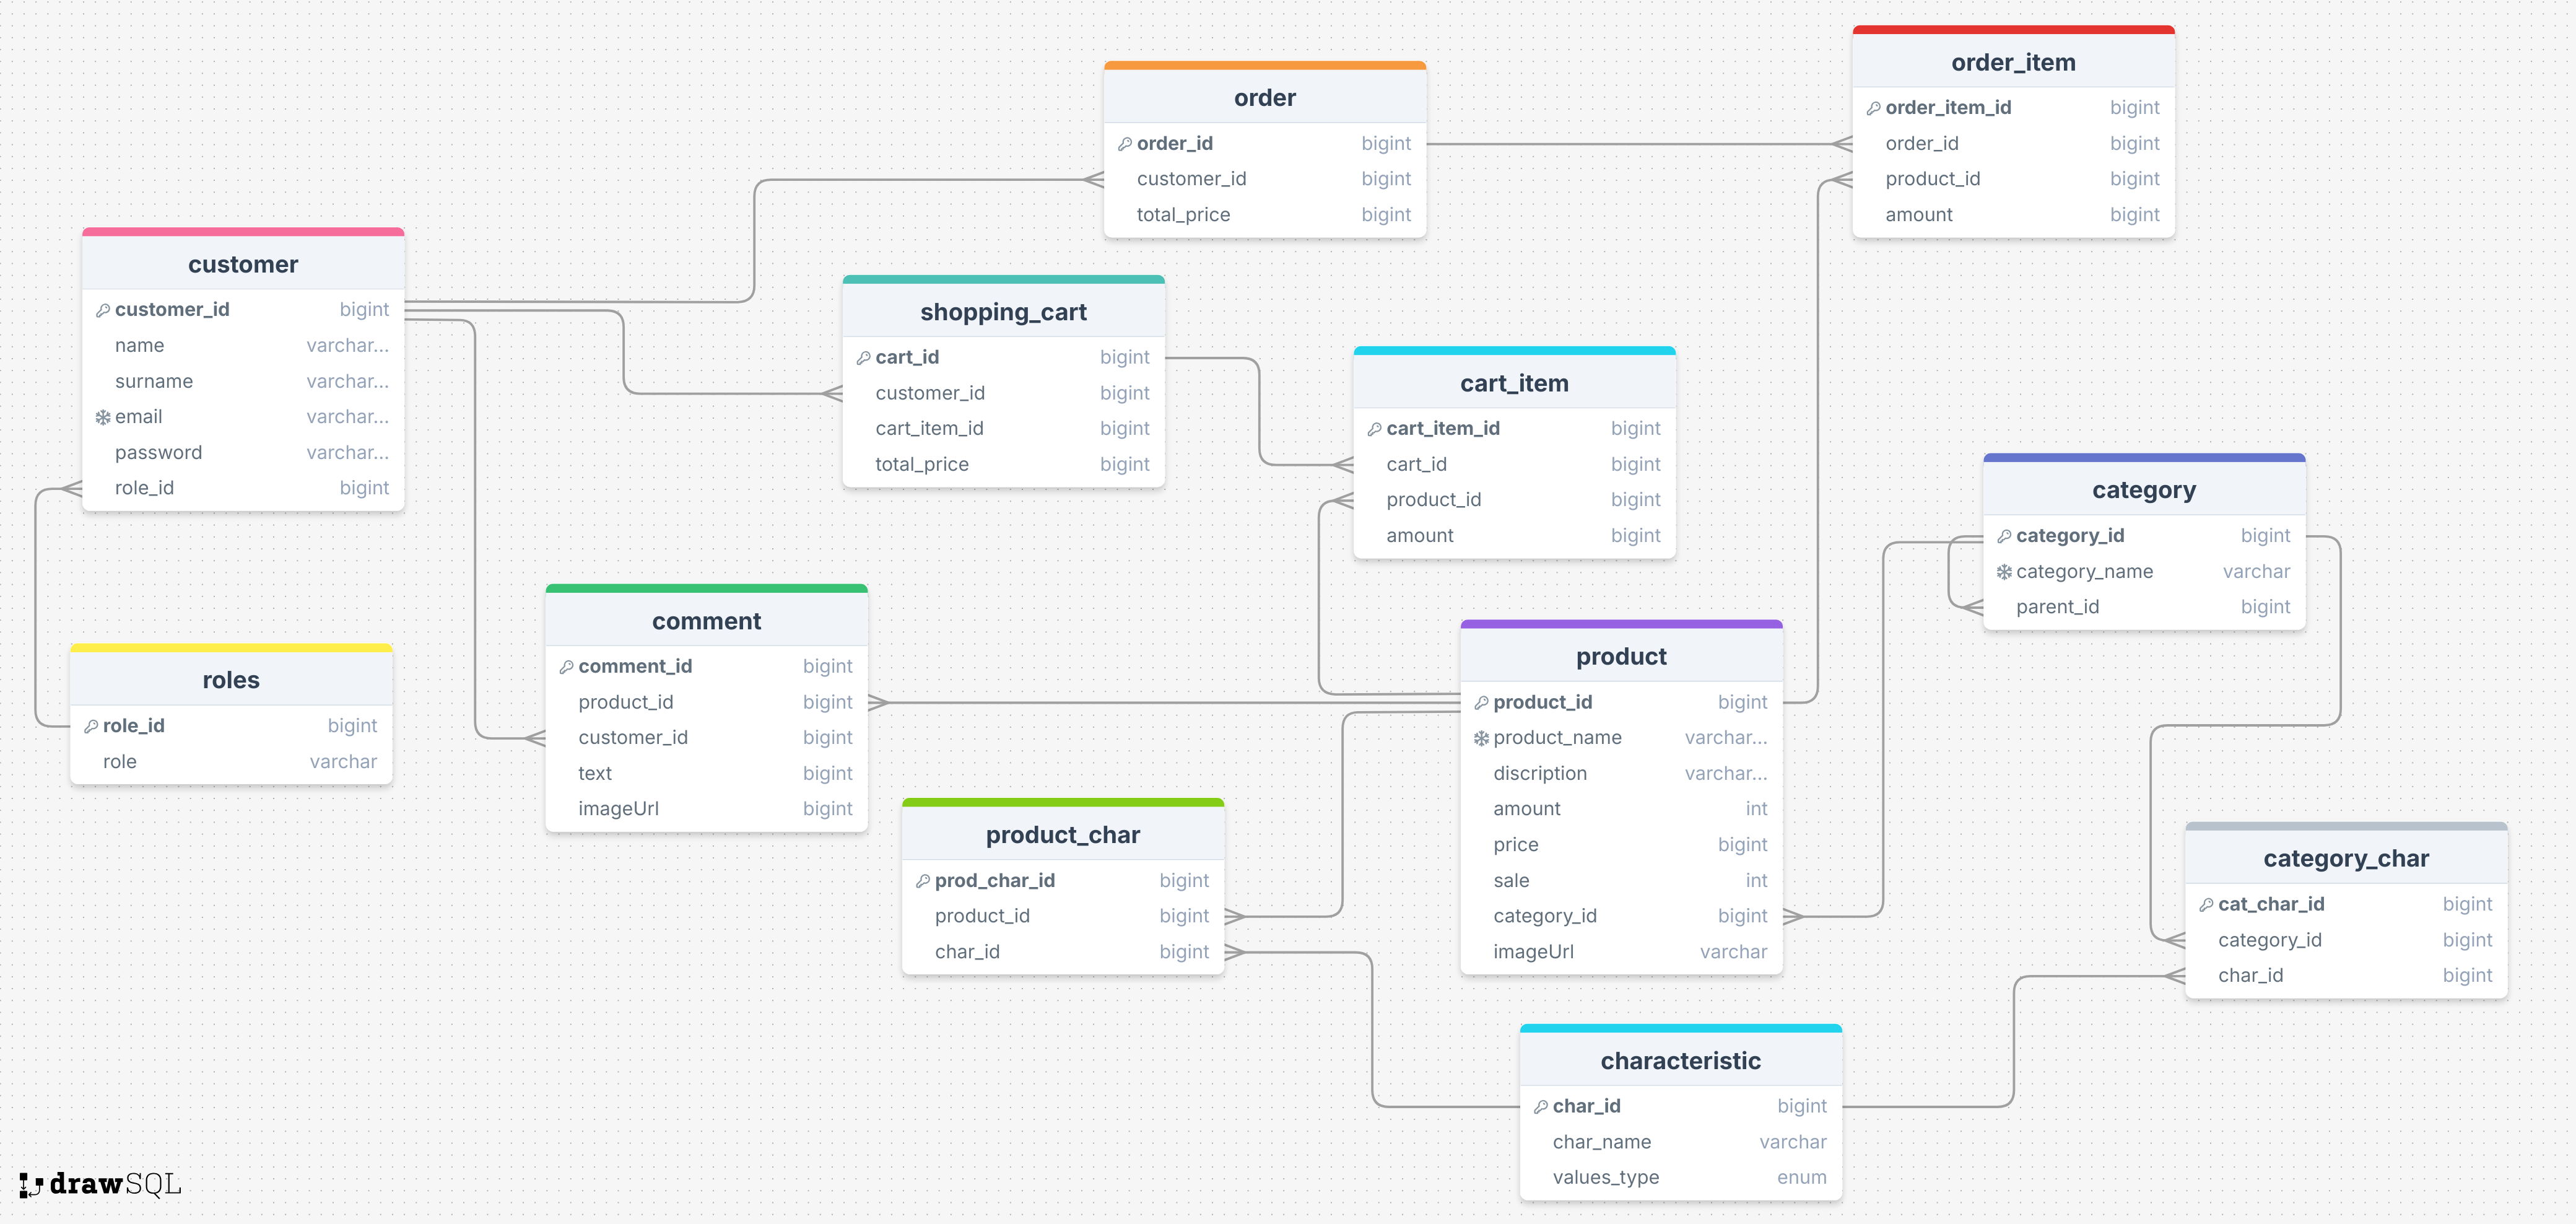 order_item
order_item_id bigint
order_id bigint
product_id bigint
amount bigint
order
order_id bigint
customer_id bigint
total_price bigint
customer
customer_id bigint
name varchar...
surname varchar...
email varchar...
password varchar...
role_id bigint
shopping_cart
cart_id bigint
customer_id bigint
cart_item_id bigint
total_price bigint
cart_item
cart_item_id bigint
cart_id bigint
product_id bigint
amount bigint
category
category_id bigint
category_name varchar
parent_id bigint
comment
comment_id bigint
product_id bigint
customer_id bigint
text bigint
imageUrl bigint
product
product_id bigint
product_name varchar...
discription varchar...
amount int
price bigint
sale int
category_id bigint
imageUrl varchar
roles
role_id bigint
role varchar
product_char
prod_char_id bigint
product_id bigint
char_id bigint
category_char
cat_char_id bigint
category_id bigint
char_id bigint
characteristic
char_id bigint
char_name varchar
values_type enum
drawSQL